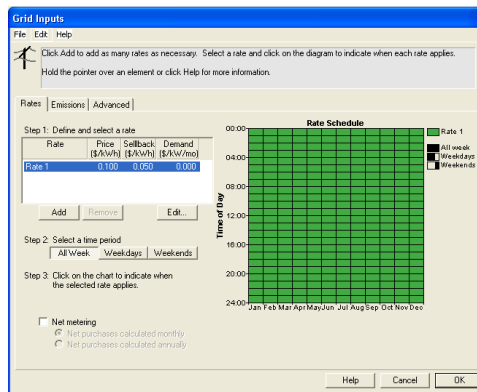 Grid Inputs
File Edit Help
Click Add to add as many rates as necessary. Select a rate and click on the diagram to indicate when each rate applies.
Hold the pointer over an element or click Help for more information.
Rates Emissions Advanced
Step 1: Define and select a rate
Rate Price Sellback Demand
($/kWh) ($/kWh) ($/kW/mo)
Rate 1 0.100 0.050 0.000
Add Remove Edit...
Step 2: Select a time period
All Week Weekdays Weekends
Step 3: Click on the chart to indicate when
the selected rate applies.
Net metering
Net purchases calculated monthly
Net purchases calculated annually
Rate Schedule
Time of Day
00:00
04:00
08:00
12:00
16:00
20:00
24:00
Jan Feb Mar Apr May Jun Jul Aug Sep Oct Nov Dec
Rate 1
All week
Weekdays
Weekends
Help Cancel OK